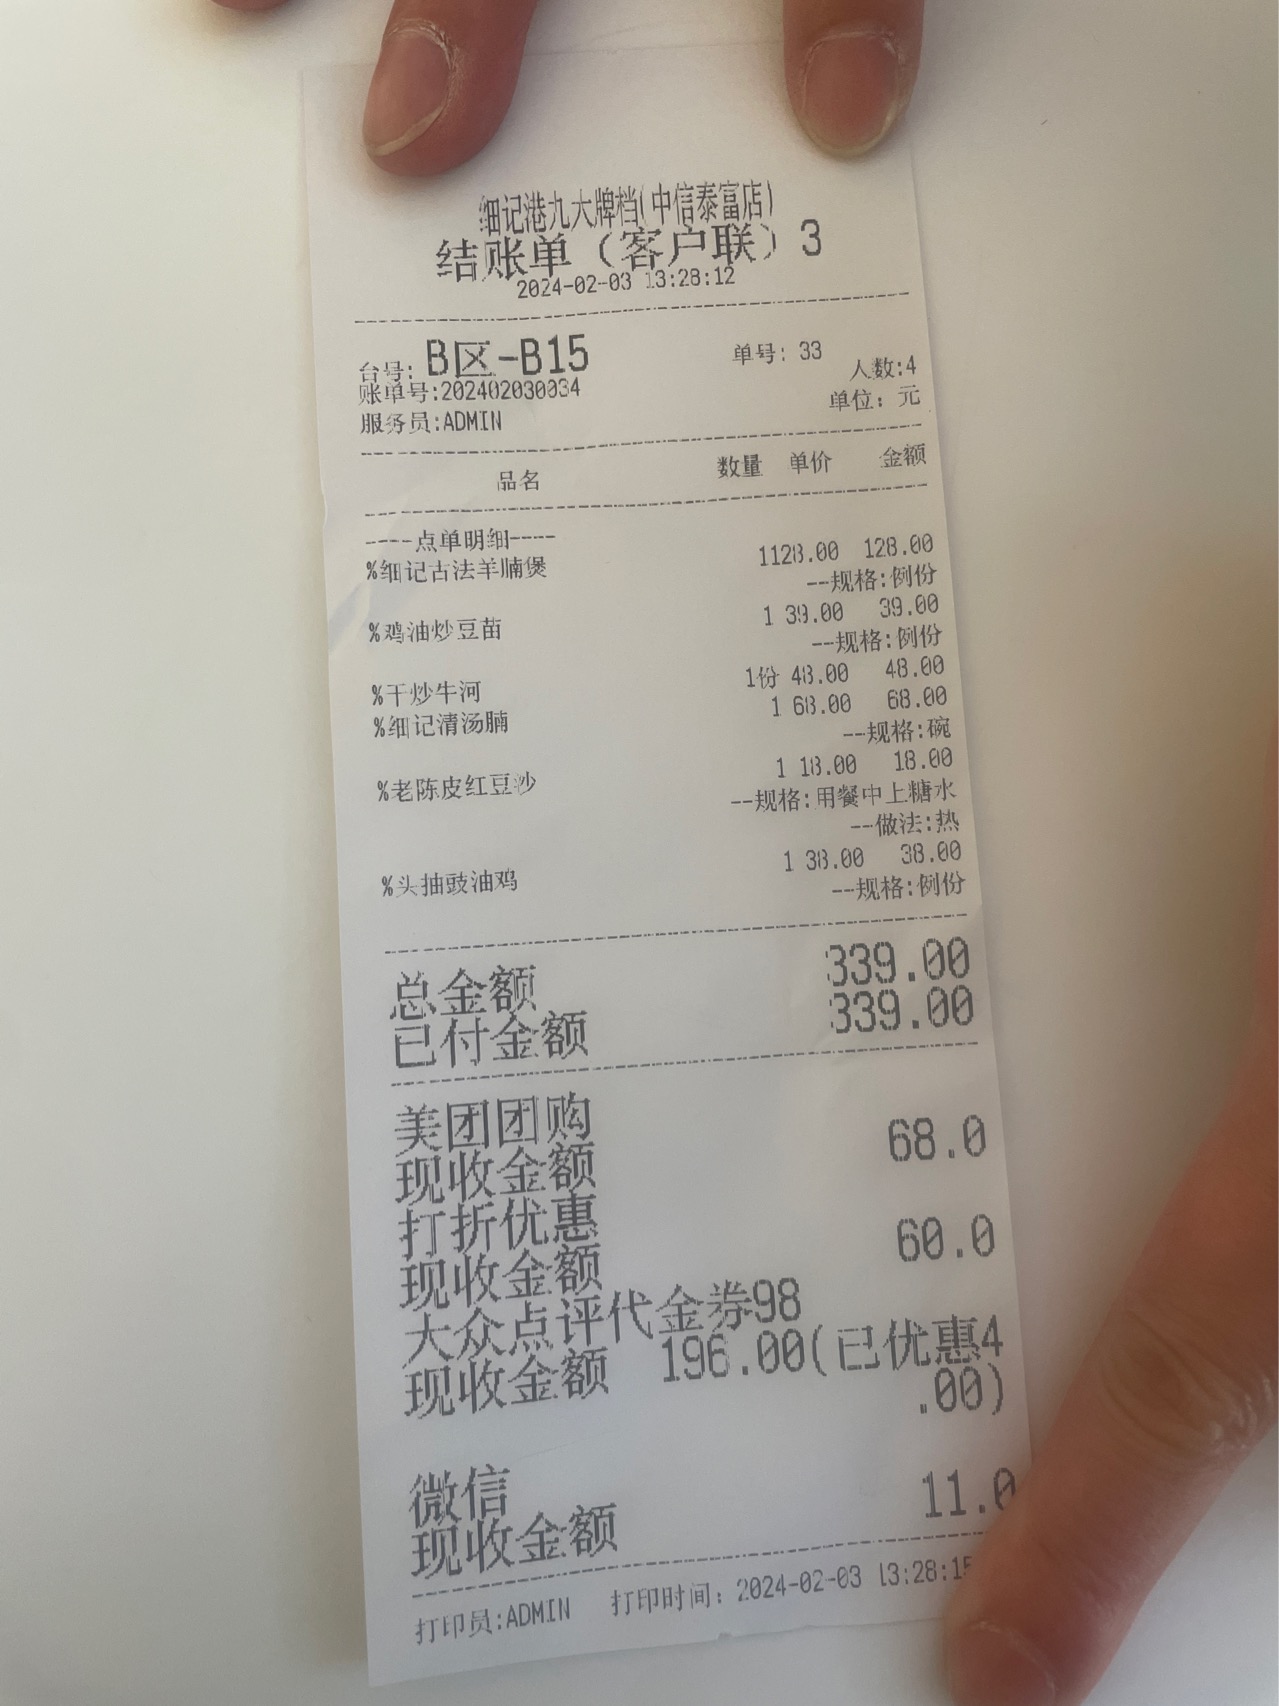 细记港九大牌档(中信泰富店)
结账单（客户联）3
2024-02-03 13:28:12
台号: B区-B15 单号: 33
账单号:202402030034 人数:4
服务员:ADMIN 单位: 元
品名 数量 单价 金额
----点单明细----
%细记古法羊腩煲 1128.00 128.00
--规格:例份
%鸡油炒豆苗 1 39.00 39.00
--规格:例份
%干炒牛河 1份 48.00 48.00
%细记清汤腩 1 68.00 68.00
--规格:碗
%老陈皮红豆沙 1 18.00 18.00
--规格:用餐中上糖水
--做法:热
%头抽豉油鸡 1 38.00 38.00
--规格:例份
总金额 339.00
已付金额 339.00
美团团购
现收金额 68.0
打折优惠
现收金额 60.0
大众点评代金券98
现收金额 196.00(已优惠4
.00)
微信
现收金额 11.0
打印员:ADMIN 打印时间: 2024-02-03 13:28:15